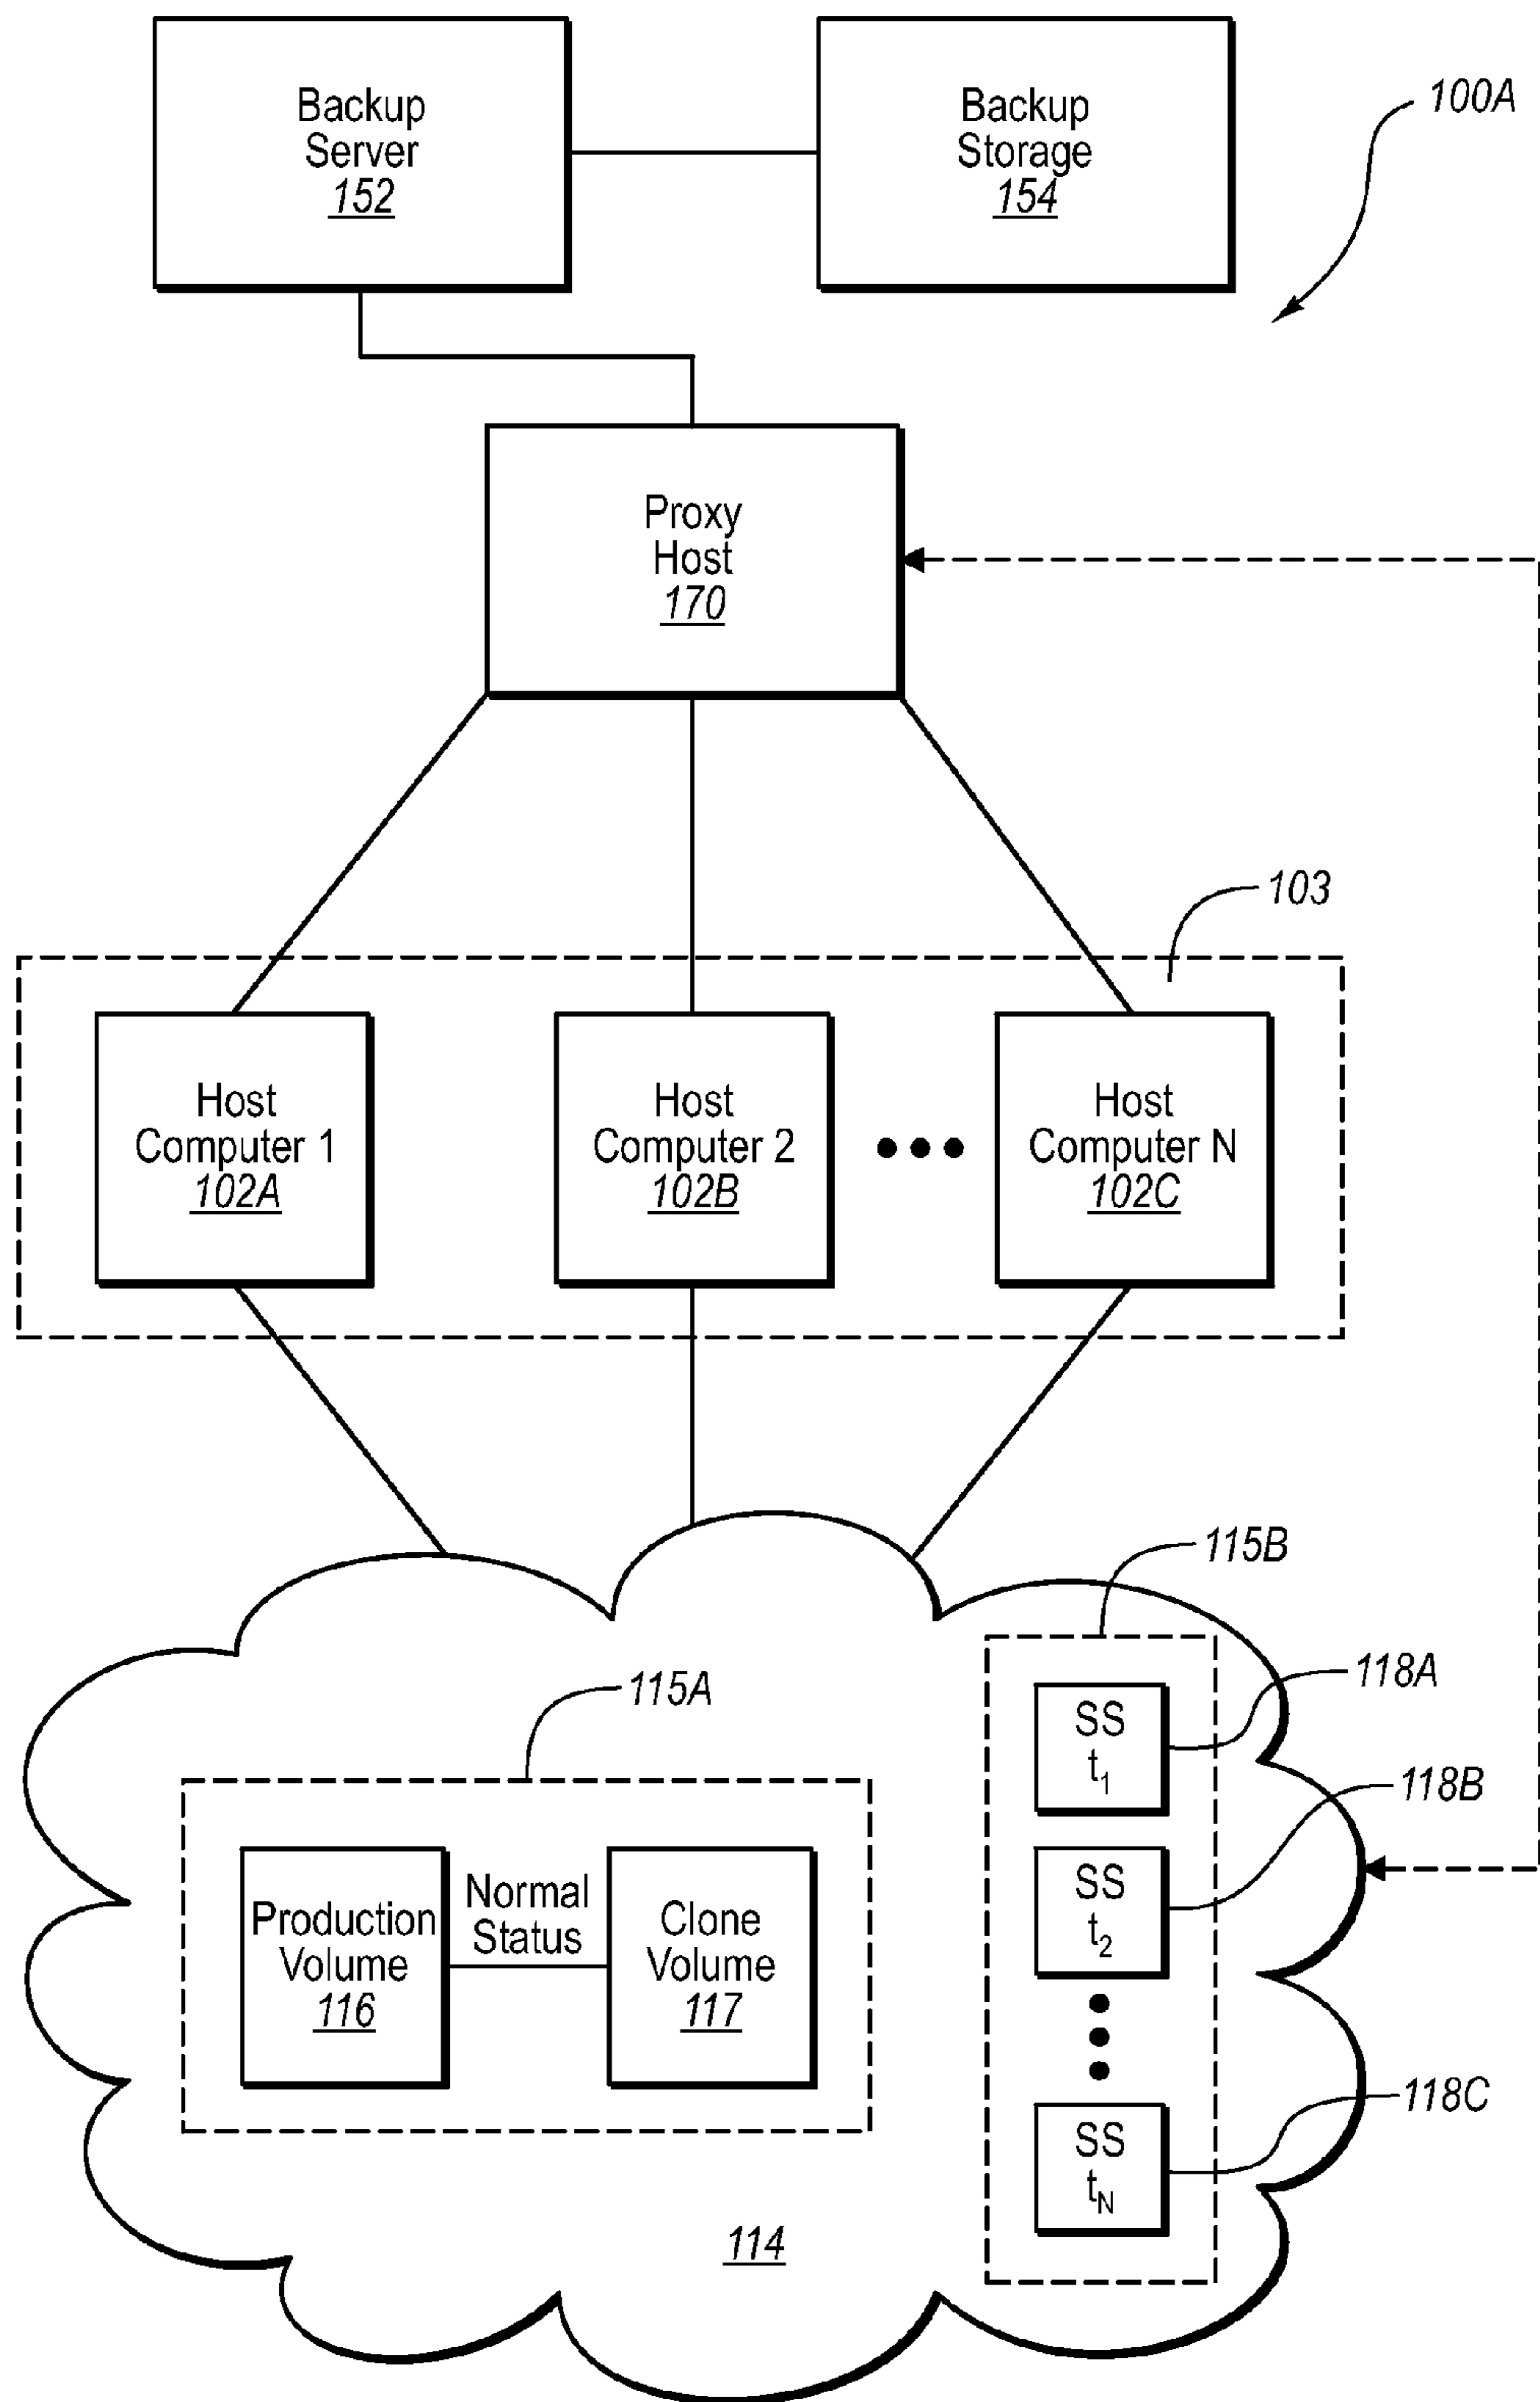 Backup
Server
152
Backup
Storage
154
100A
Proxy
Host
170
103
Host
Computer 1
102A
Host
Computer 2
102B
Host
Computer N
102C
115B
115A
118A
SS
t1
118B
SS
t2
Normal
Status
Production
Volume
116
Clone
Volume
117
118C
SS
tN
114